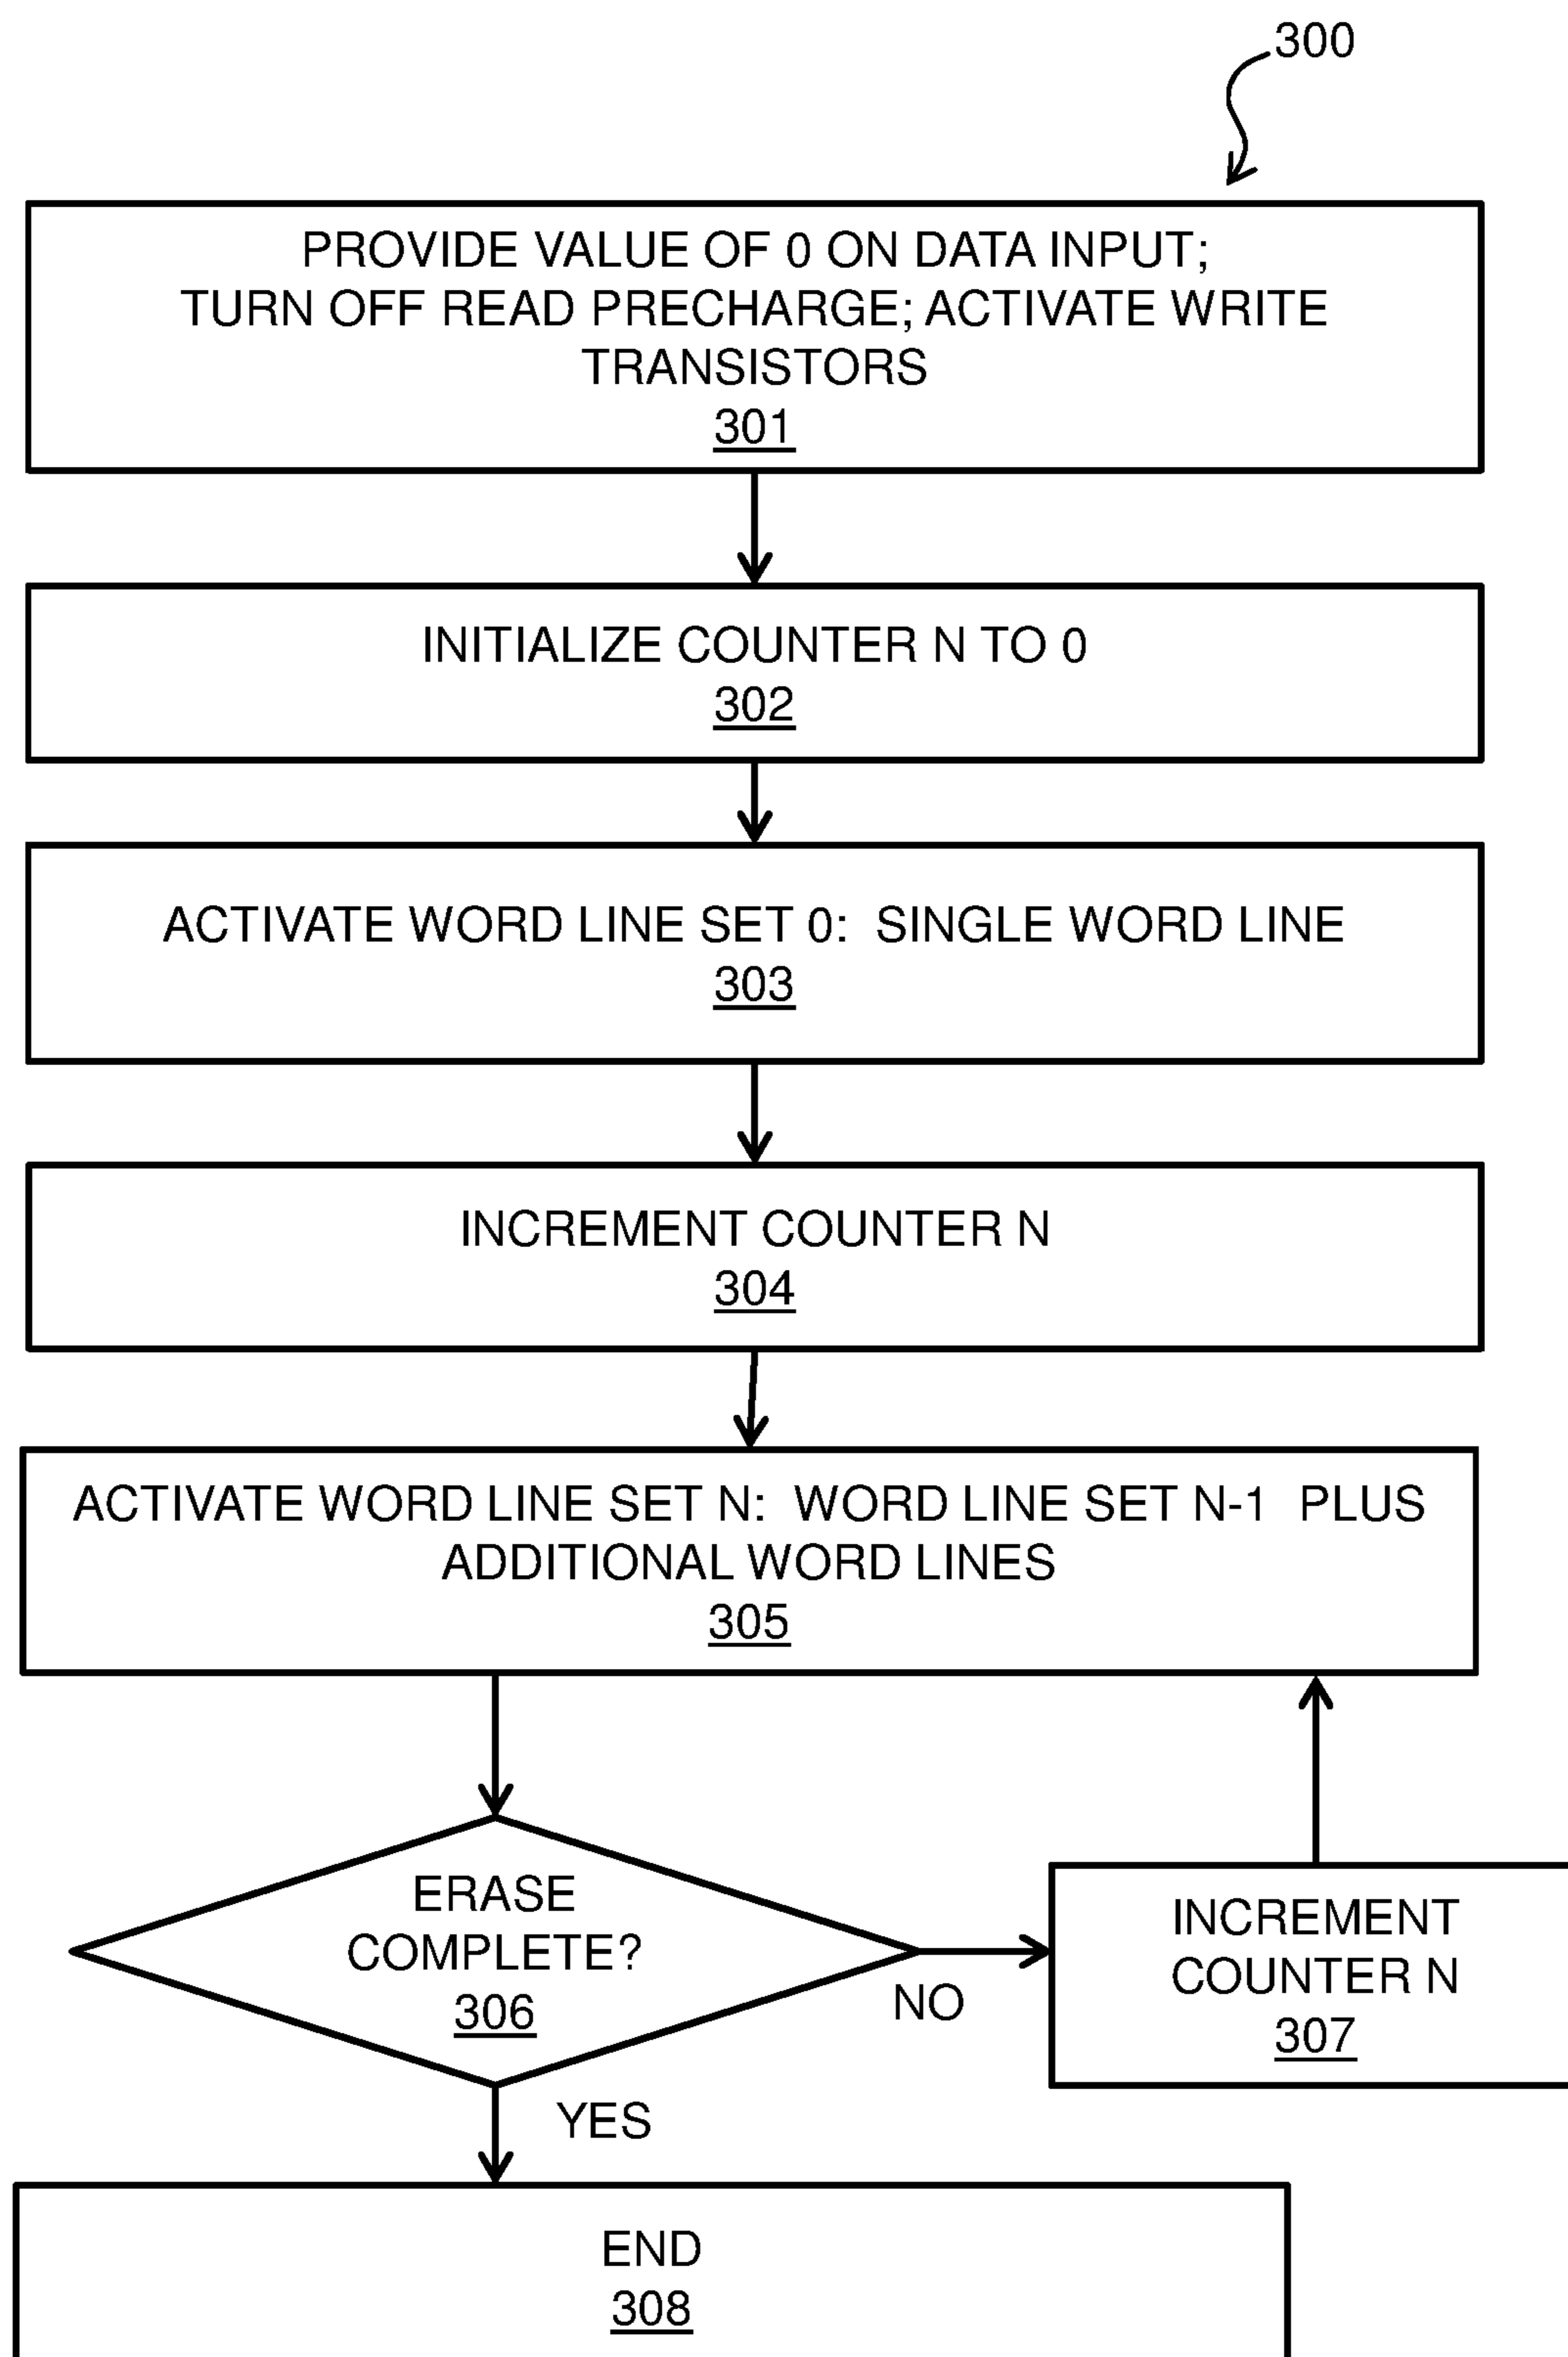 300
PROVIDE VALUE OF 0 ON DATA INPUT;
TURN OFF READ PRECHARGE; ACTIVATE WRITE
TRANSISTORS
301
INITIALIZE COUNTER N TO 0
302
ACTIVATE WORD LINE SET 0: SINGLE WORD LINE
303
INCREMENT COUNTER N
304
ACTIVATE WORD LINE SET N: WORD LINE SET N-1 PLUS
ADDITIONAL WORD LINES
305
ERASE
COMPLETE?
306
NO
INCREMENT
COUNTER N
307
YES
END
308